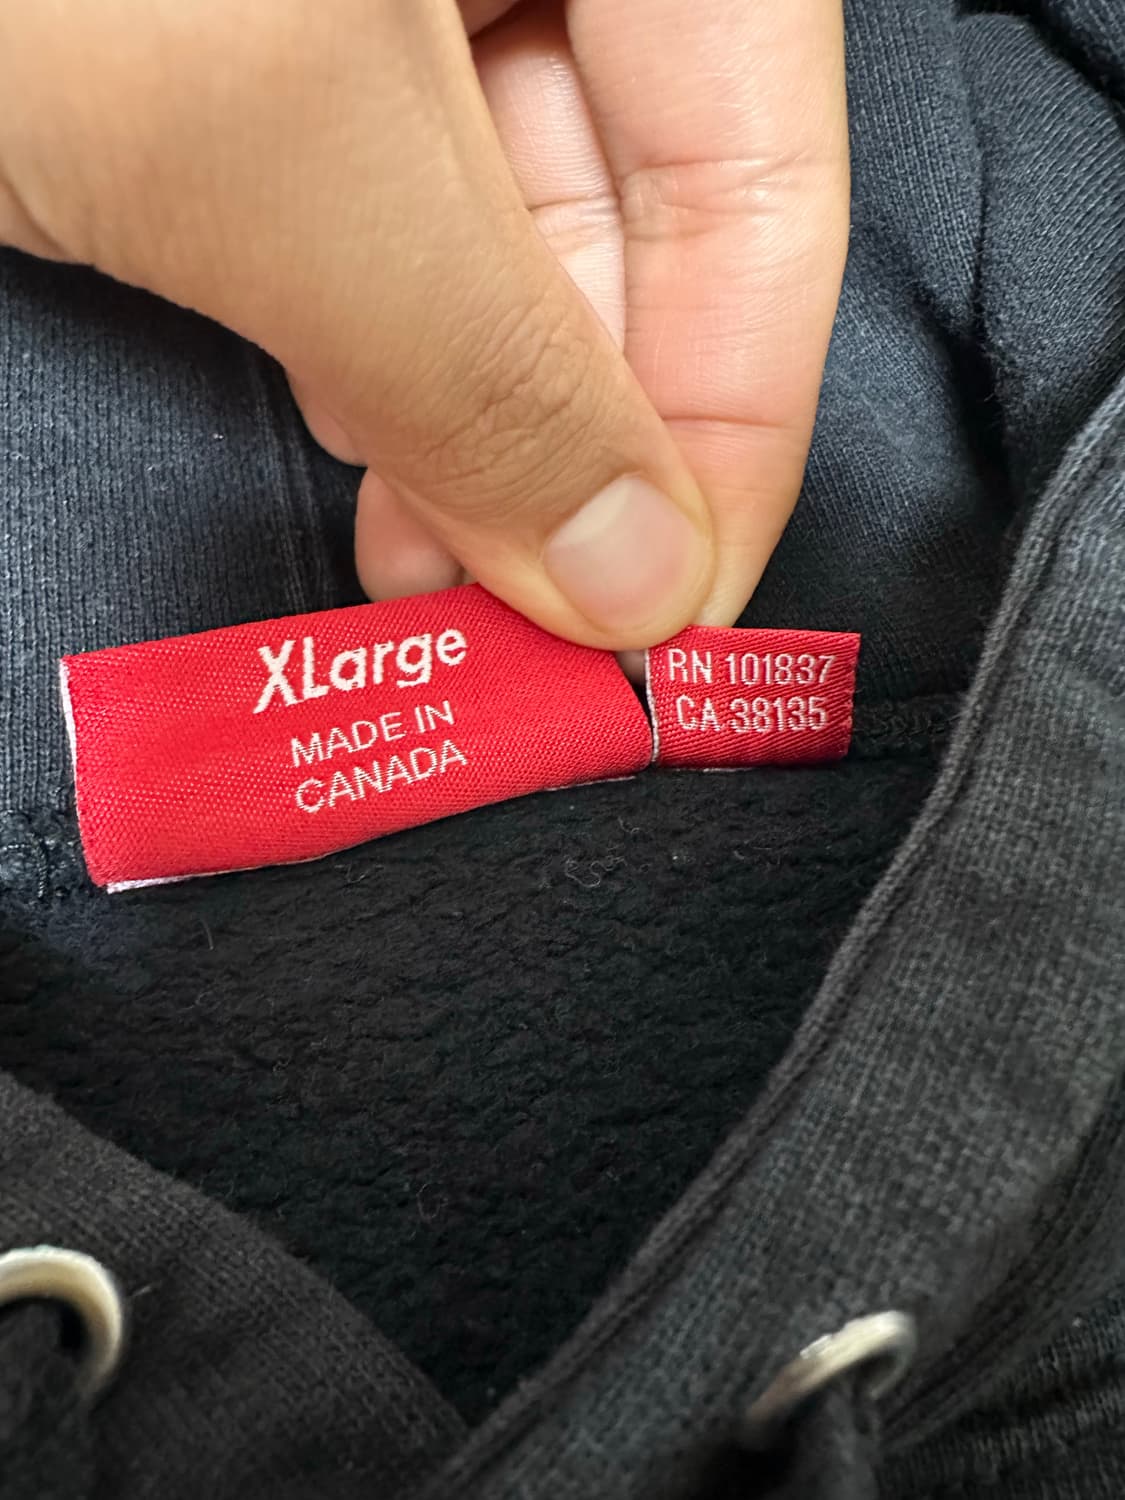 XLarge
MADE IN
CANADA
RN 101837
CA 38135